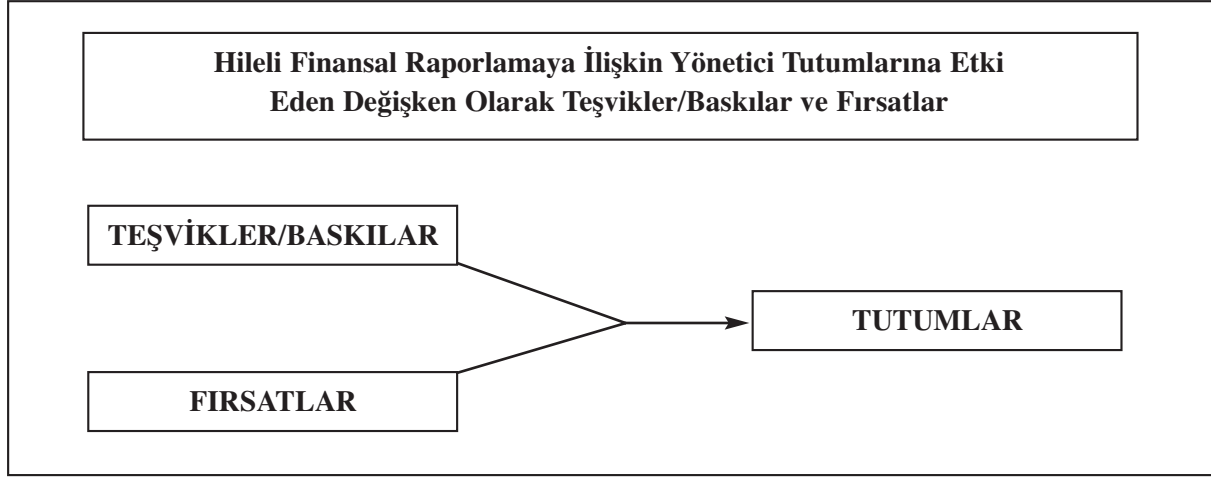 Hileli Finansal Raporlamaya İlişkin Yönetici Tutumlarına Etki
Eden Değişken Olarak Teşvikler/Baskılar ve Fırsatlar
TEŞVİKLER/BASKILAR
TUTUMLAR
FIRSATLAR